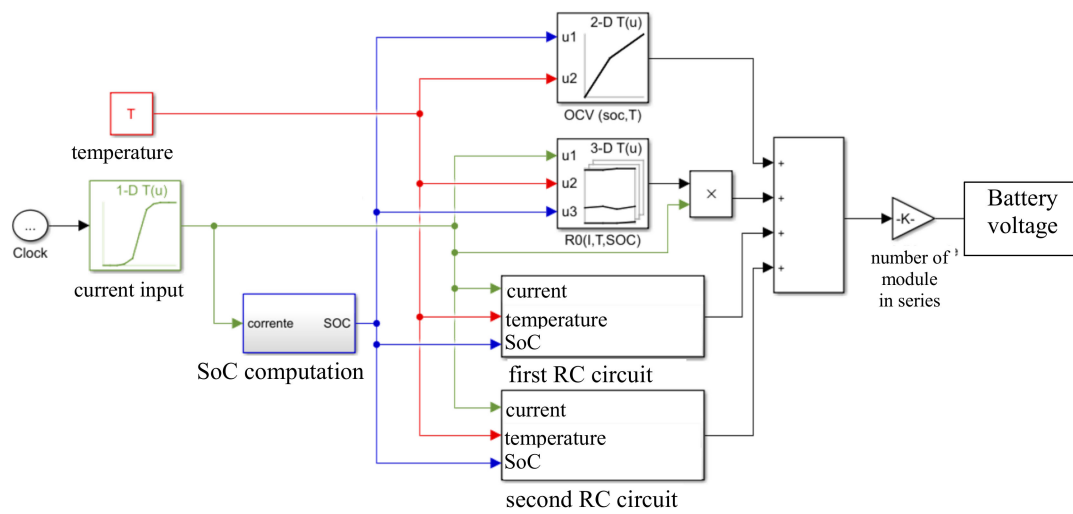 2-D T(u)
u1
u2
OCV (soc,T)
T
temperature
3-D T(u)
u1
u2
u3
R0(I,T,SOC)
×
+
+
+
+
1-D T(u)
...
Clock
current input
-K-
number of
module
in series
Battery
voltage
corrente SOC
SoC computation
current
temperature
SoC
first RC circuit
current
temperature
SoC
second RC circuit